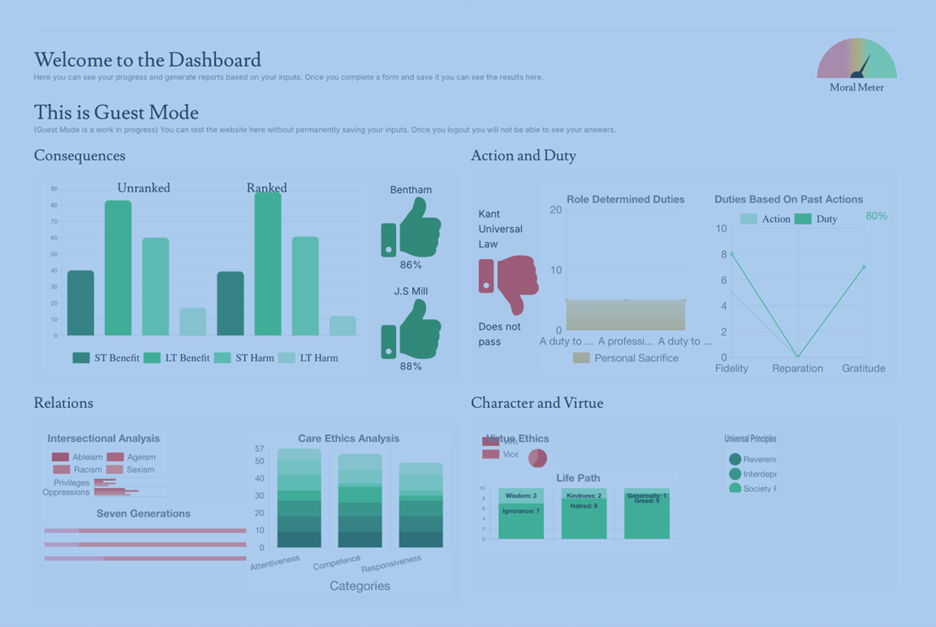 Welcome to the Dashboard
Here you can see your progress and generate reports based on your inputs. Once you complete a form and save it you can see the results here.
Moral Meter
This is Guest Mode
(Guest Mode is a work in progress) You can test the website here without permanently saving your inputs. Once you logout you will not be able to see your answers.
Consequences
Unranked
Ranked
90
80
70
60
50
40
30
20
10
0
ST Benefit LT Benefit ST Harm LT Harm
Bentham
86%
J.S Mill
88%
Action and Duty
Kant
Universal
Law
Does not
pass
Role Determined Duties
20
10
0
A duty to ... A professi... A duty to ...
Personal Sacrifice
Duties Based On Past Actions
Action Duty
80%
10
8
6
4
2
0
Fidelity Reparation Gratitude
Relations
Intersectional Analysis
Ableism Ageism
Racism Sexism
Privileges
Oppressions
Seven Generations
Care Ethics Analysis
57
50
40
30
20
10
0
Attentiveness Competence Responsiveness
Categories
Character and Virtue
Virtue Ethics
Vice
Life Path
10
8
6
4
2
0
Wisdom: 3 Kindness: 2 Generosity: 1
Ignorance: 7 Hatred: 8 Greed: 9
Universal Principles
Reverenc
Interdepe
Society F